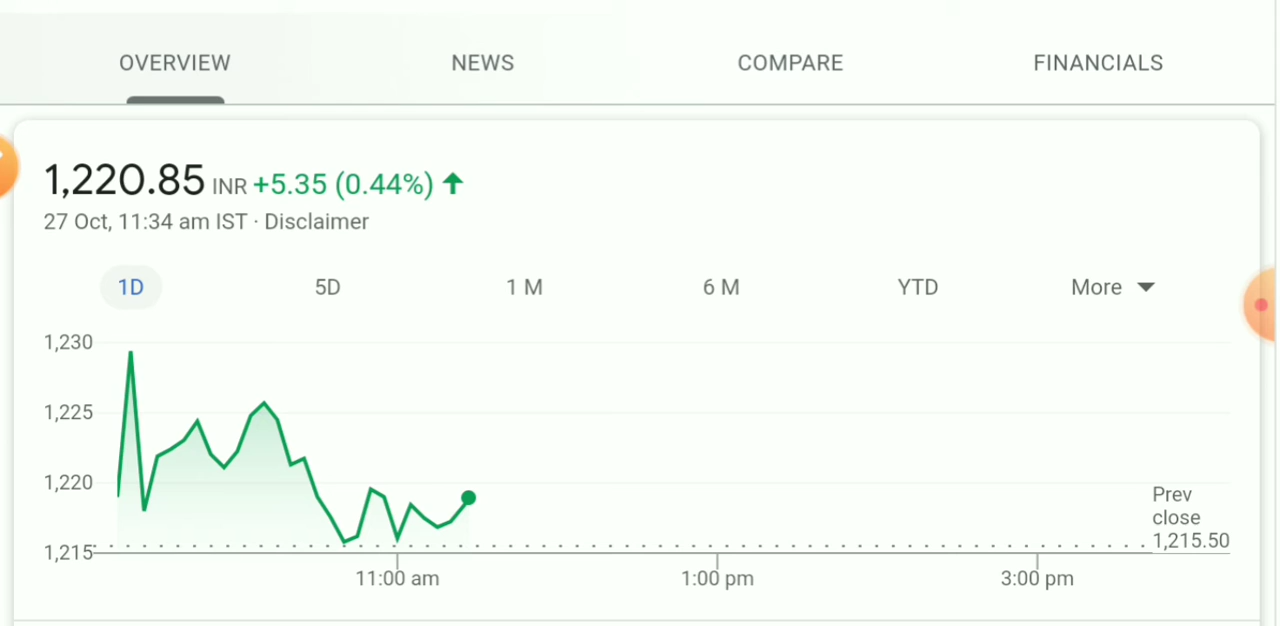 OVERVIEW NEWS COMPARE FINANCIALS
1,220.85 INR +5.35 (0.44%)
27 Oct, 11:34 am IST · Disclaimer
1D 5D 1 M 6 M YTD More
1,230
1,225
1,220
1,215
Prev
close
1,215.50
11:00 am 1:00 pm 3:00 pm